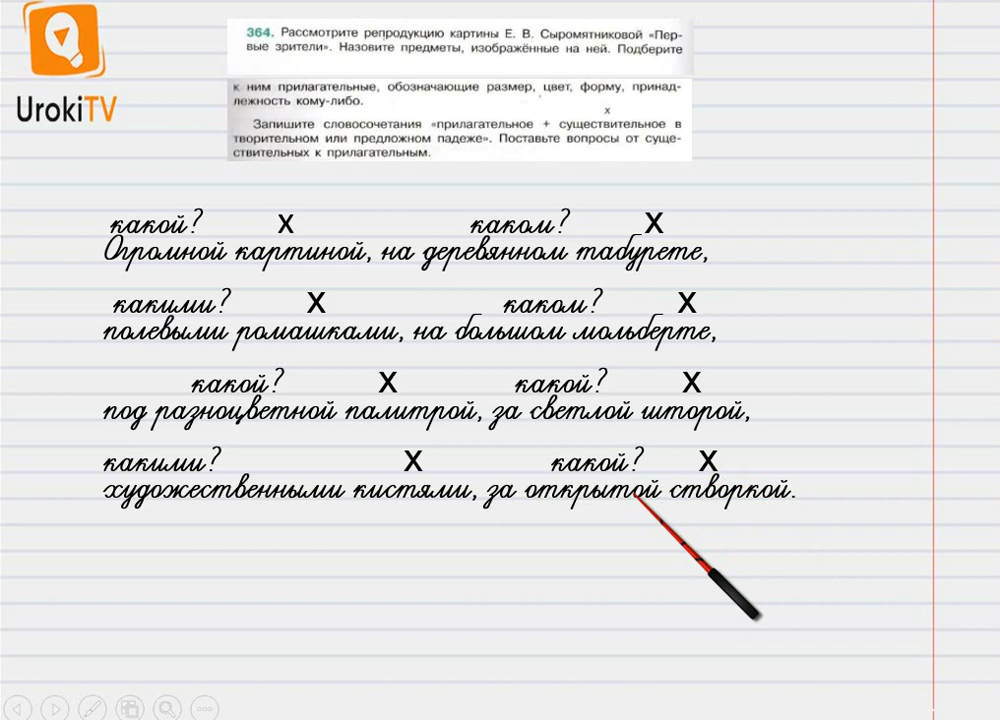 UrokiTV
364. Рассмотрите репродукцию картины Е. В. Сыромятниковой «Пер-
вые зрители». Назовите предметы, изображённые на ней. Подберите
к ним прилагательные, обозначающие размер, цвет, форму, принад-
лежность кому-либо.
х
Запишите словосочетания «прилагательное + существительное в
творительном или предложном падеже». Поставьте вопросы от суще-
ствительных к прилагательным.
какой? х каком? х
Огромной картиной, на деревянном табурете,
какими? х каком? х
полевыми ромашками, на большом мольберте,
какой? х какой? х
под разноцветной палитрой, за светлой шторой,
какими? х какой? х
художественными кистями, за открытой створкой.